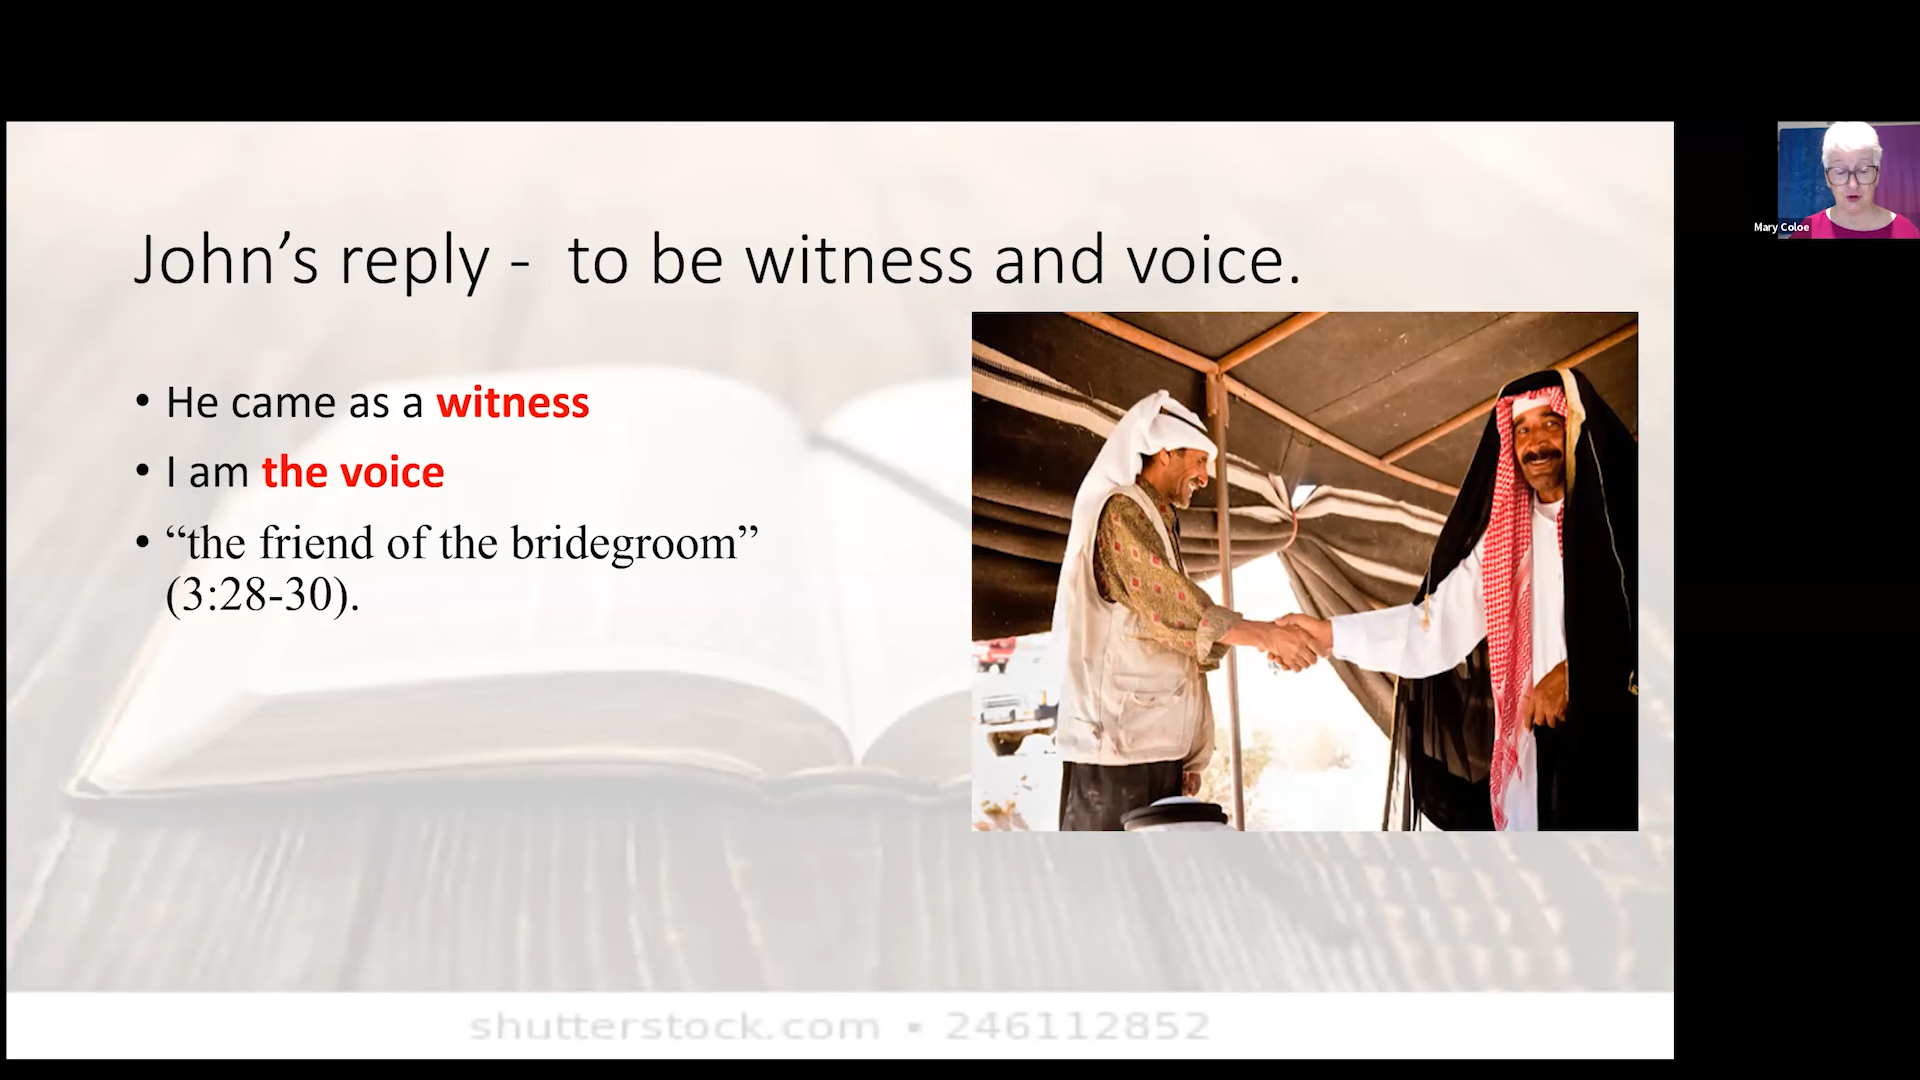 John’s reply -  to be witness and voice.
• He came as a witness
• I am the voice
• “the friend of the bridegroom”
(3:28-30).
Mary Coloe
shutterstock.com • 246112852